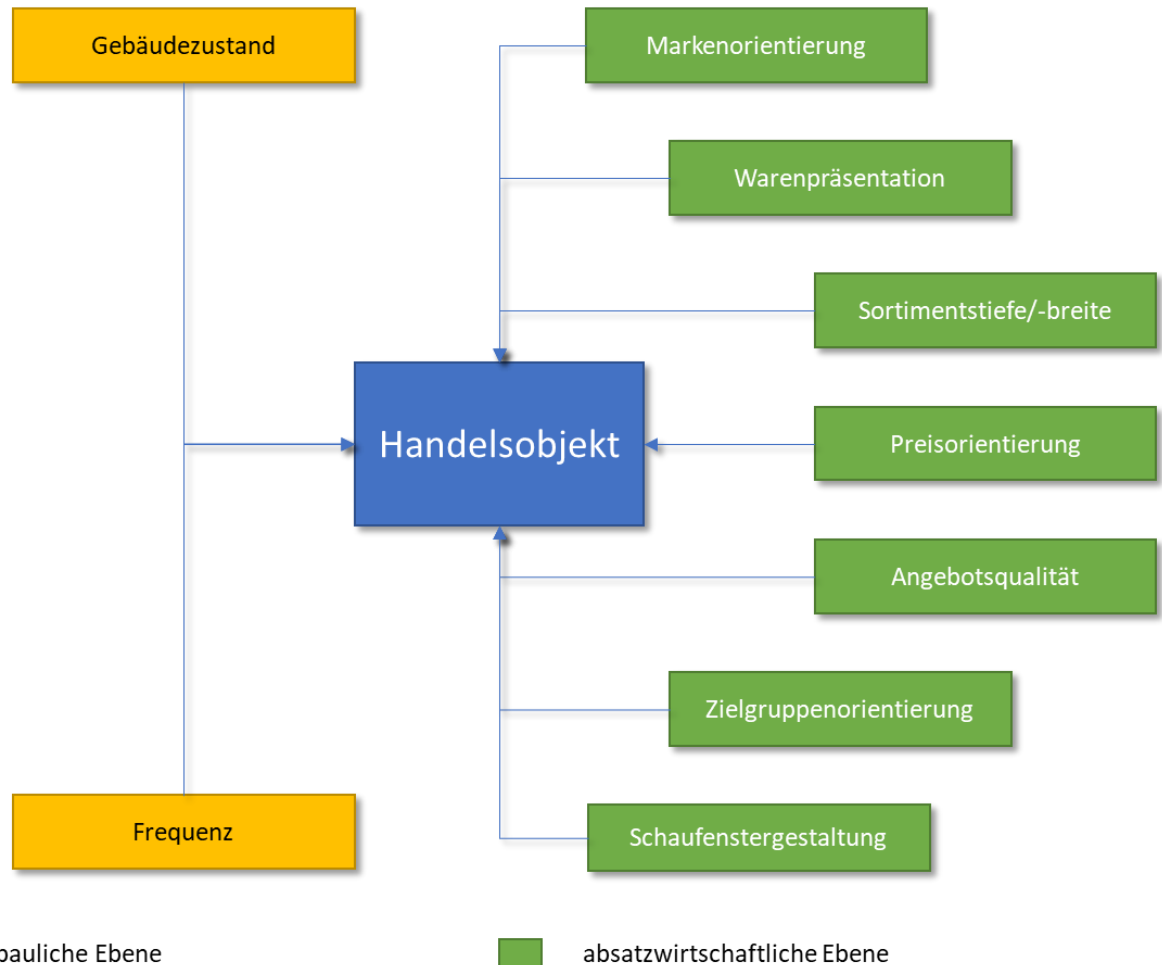 Gebäudezustand
Markenorientierung
Warenpräsentation
Sortimentstiefe/-breite
Handelsobjekt
Preisorientierung
Angebotsqualität
Zielgruppenorientierung
Frequenz
Schaufenstergestaltung
bauliche Ebene
absatzwirtschaftliche Ebene